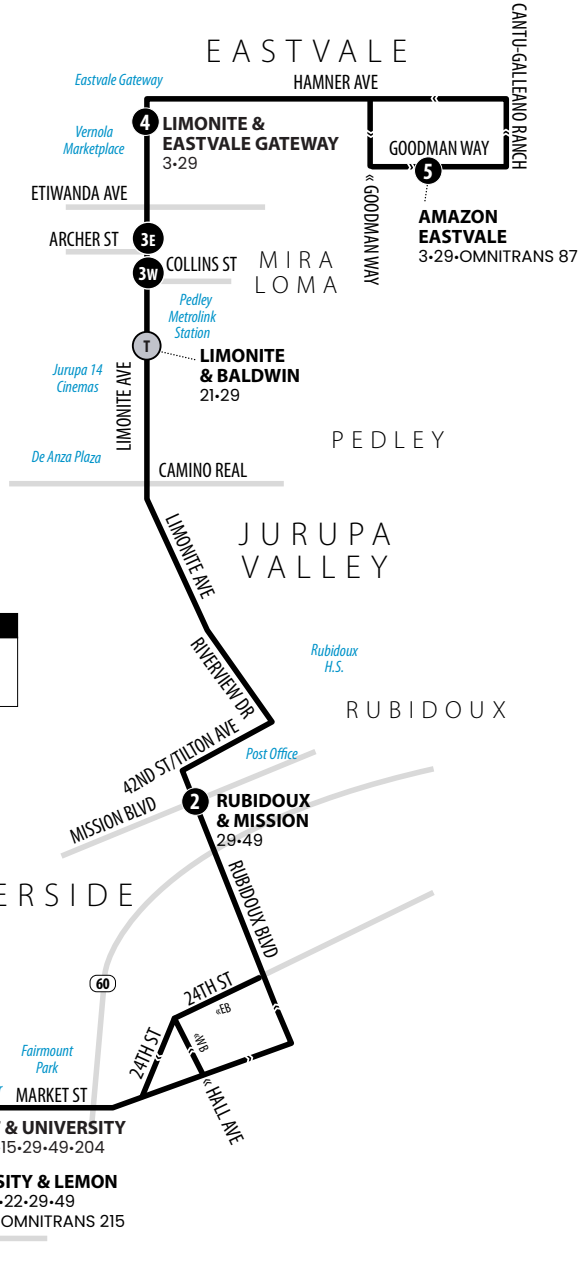 EASTVALE
CANTU-GALLEANO RANCH
Eastvale Gateway
HAMNER AVE
«
4
LIMONITE &
EASTVALE GATEWAY
3•29
Vernola
Marketplace
GOODMAN WAY
»
5
« GOODMAN WAY
AMAZON
EASTVALE
3•29•OMNITRANS 87
ETIWANDA AVE
ARCHER ST
3E
3W
COLLINS ST
MIRA
LOMA
Pedley
Metrolink
Station
T
LIMONITE
& BALDWIN
21•29
Jurupa 14
Cinemas
LIMONITE AVE
PEDLEY
De Anza Plaza
CAMINO REAL
LIMONITE AVE
JURUPA
VALLEY
RIVERVIEW DR
Rubidoux
H.S.
RUBIDOUX
42ND ST/TILTON AVE
Post Office
MISSION BLVD
2
RUBIDOUX
& MISSION
29•49
RUBIDOUX BLVD
ERSIDE
60
24TH ST
«EB
24TH ST
«WB
« HALL AVE
Fairmount
Park
MARKET ST
& UNIVERSITY
15•29•49•204
SITY & LEMON
•22•29•49
OMNITRANS 215